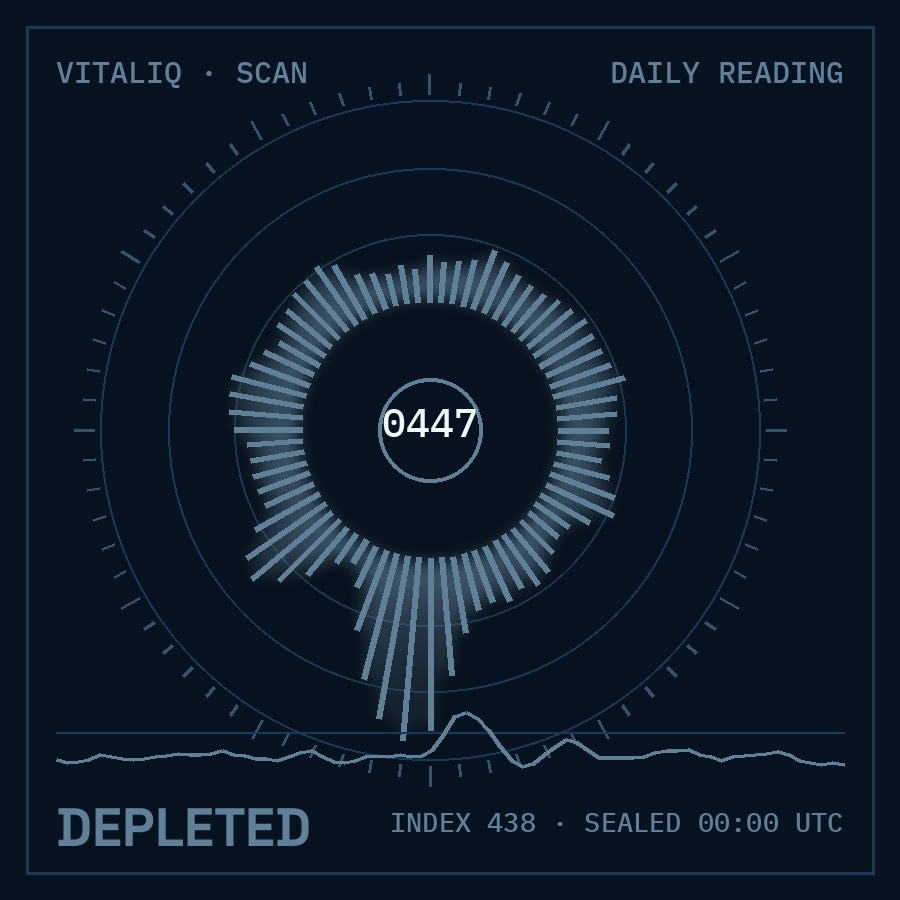 VITALIQ · SCAN
DAILY READING
0447
DEPLETED
INDEX 438 · SEALED 00:00 UTC